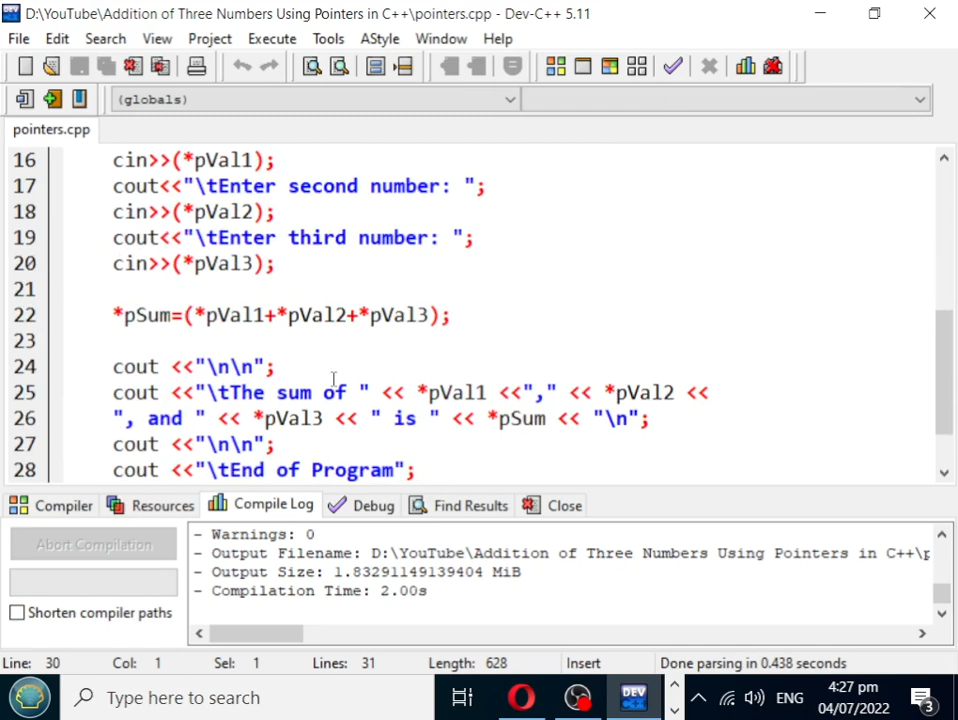 D:\YouTube\Addition of Three Numbers Using Pointers in C++\pointers.cpp - Dev-C++ 5.11
File Edit Search View Project Execute Tools AStyle Window Help
(globals)
pointers.cpp
16 cin>>(*pVal1);
17 cout<<"\tEnter second number: ";
18 cin>>(*pVal2);
19 cout<<"\tEnter third number: ";
20 cin>>(*pVal3);
21
22 *pSum=(*pVal1+*pVal2+*pVal3);
23
24 cout <<"\n\n";
25 cout <<"\tThe sum of " << *pVal1 <<"," << *pVal2 <<
26 ", and " << *pVal3 << " is " << *pSum << "\n";
27 cout <<"\n\n";
28 cout <<"\tEnd of Program";
Compiler Resources Compile Log Debug Find Results Close
Abort Compilation
Shorten compiler paths
- Warnings: 0
- Output Filename: D:\YouTube\Addition of Three Numbers Using Pointers in C++\p
- Output Size: 1.83291149139404 MiB
- Compilation Time: 2.00s
Line: 30 Col: 1 Sel: 1 Lines: 31 Length: 628 Insert Done parsing in 0.438 seconds
Type here to search
DEV C++
ENG
4:27 pm
04/07/2022
3